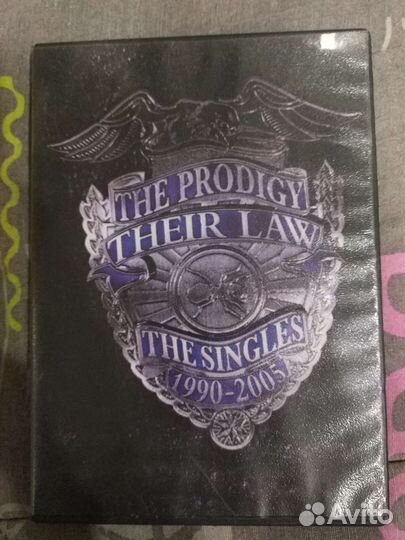 THE PRODIGY
THEIR LAW
THE SINGLES
1990-2005
Avito